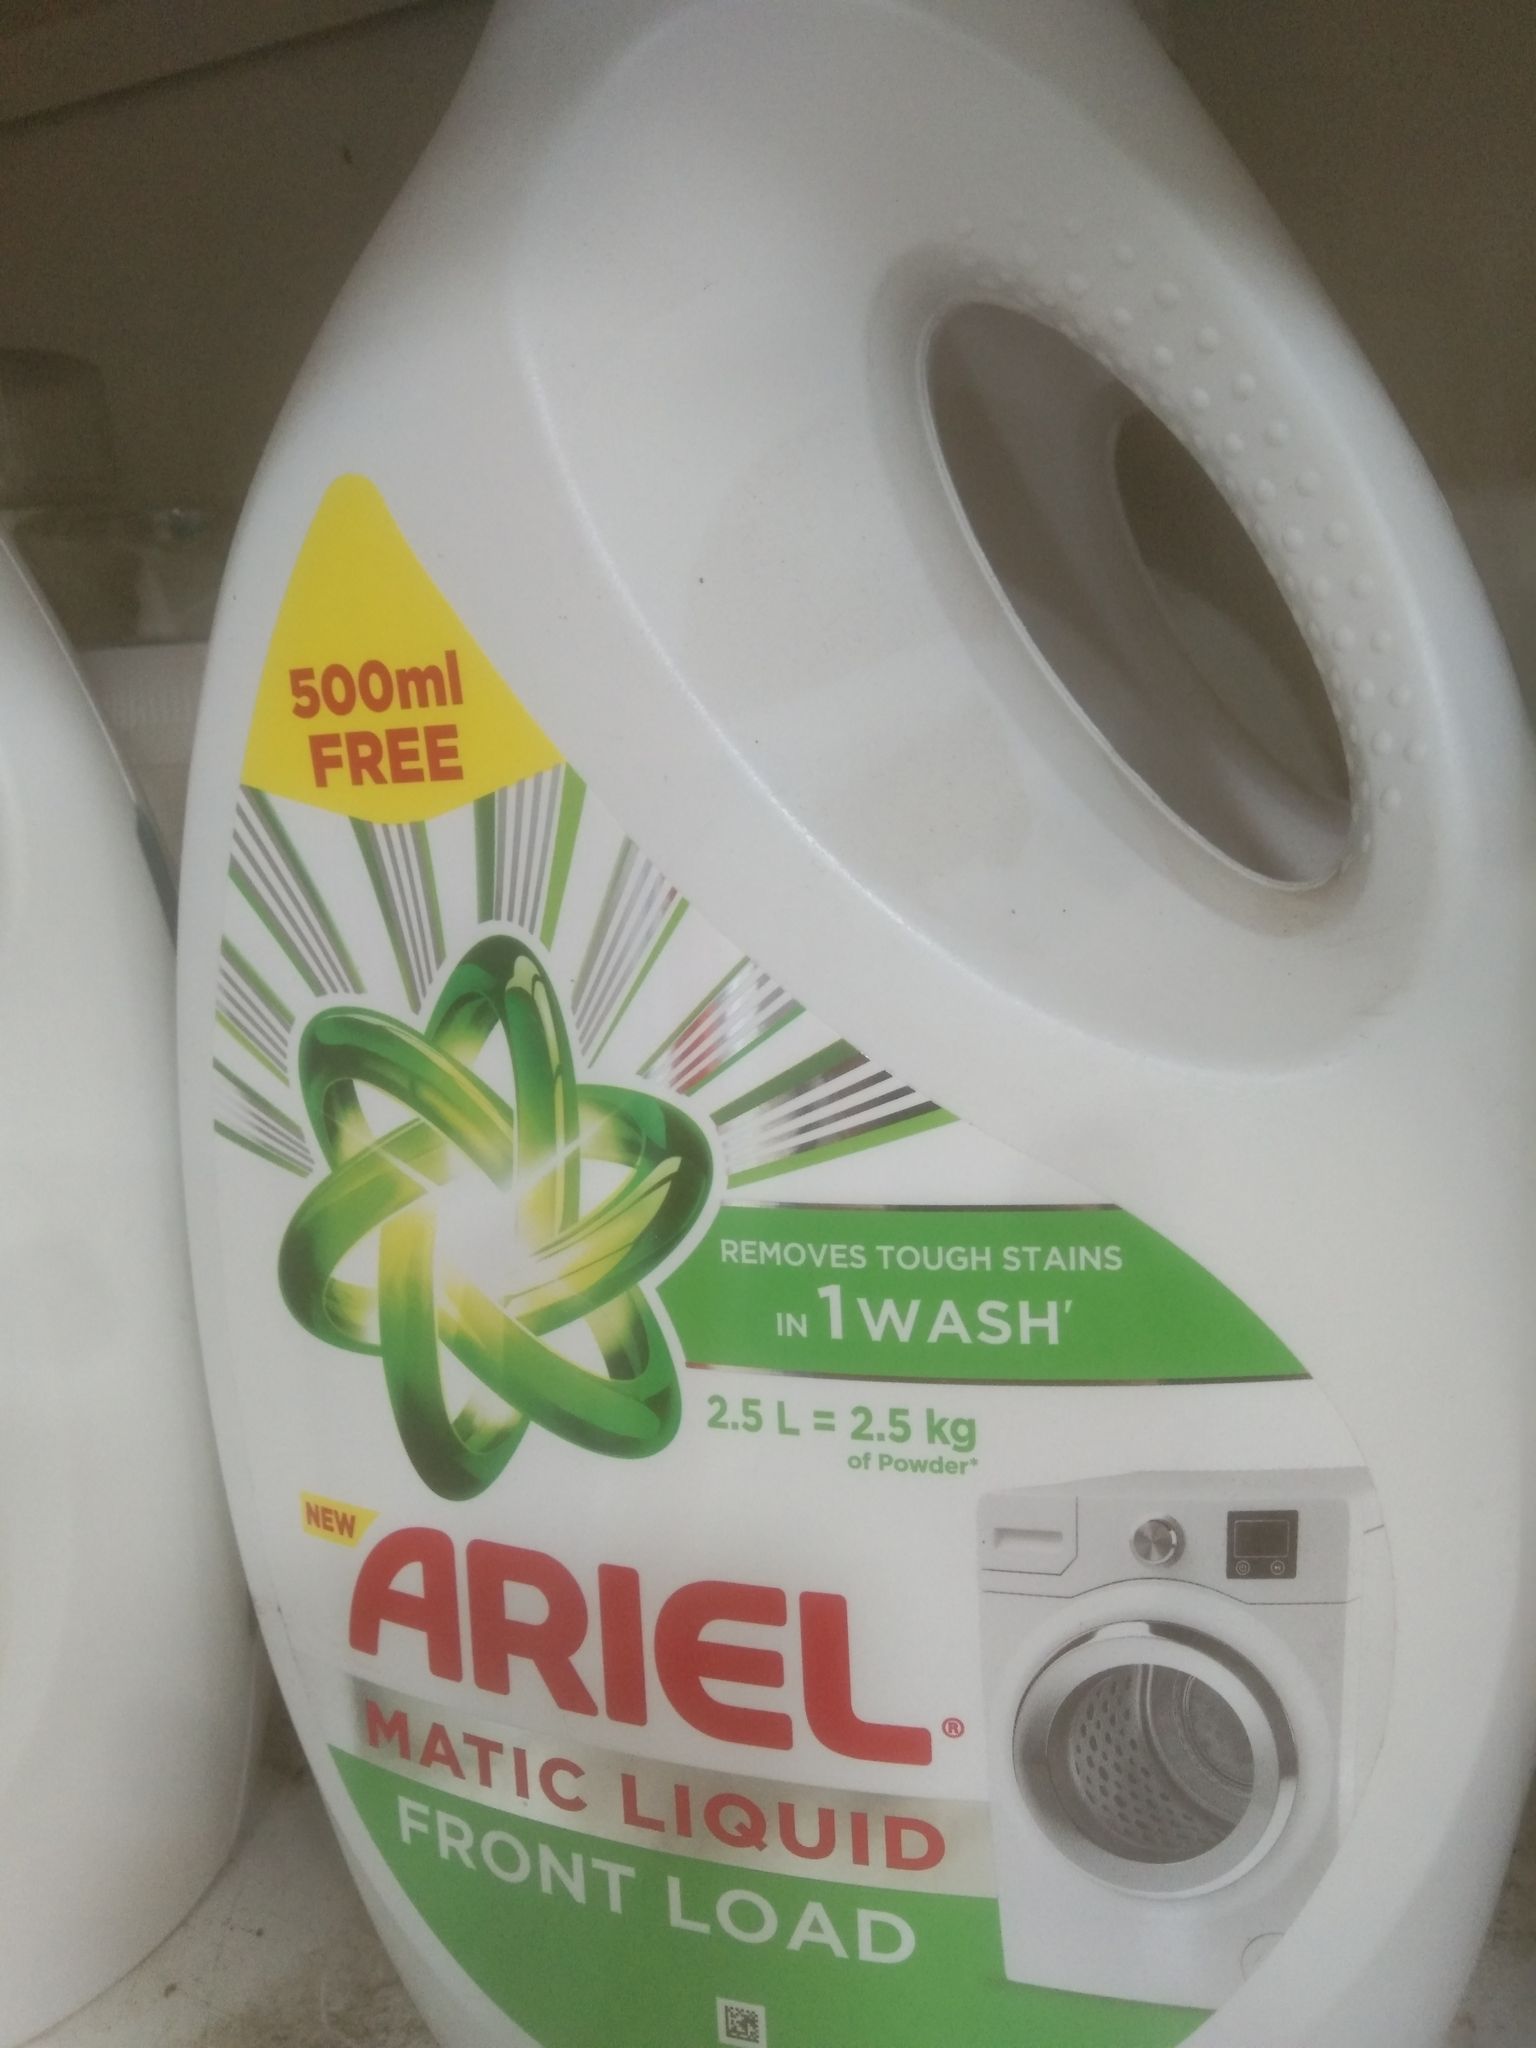 500ml
FREE
REMOVES TOUGH STAINS
IN 1 WASH'
2.5 L = 2.5 kg
of Powder*
NEW
ARIEL®
MATIC LIQUID
FRONT LOAD